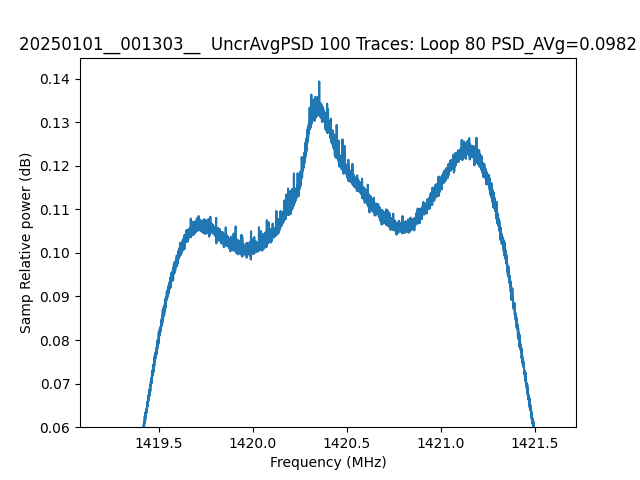 20250101__001303__  UncrAvgPSD 100 Traces: Loop 80 PSD_AVg=0.0982
0.14
0.13
0.12
0.11
0.10
0.09
0.08
0.07
0.06
Samp Relative power (dB)
1419.5 1420.0 1420.5 1421.0 1421.5
Frequency (MHz)